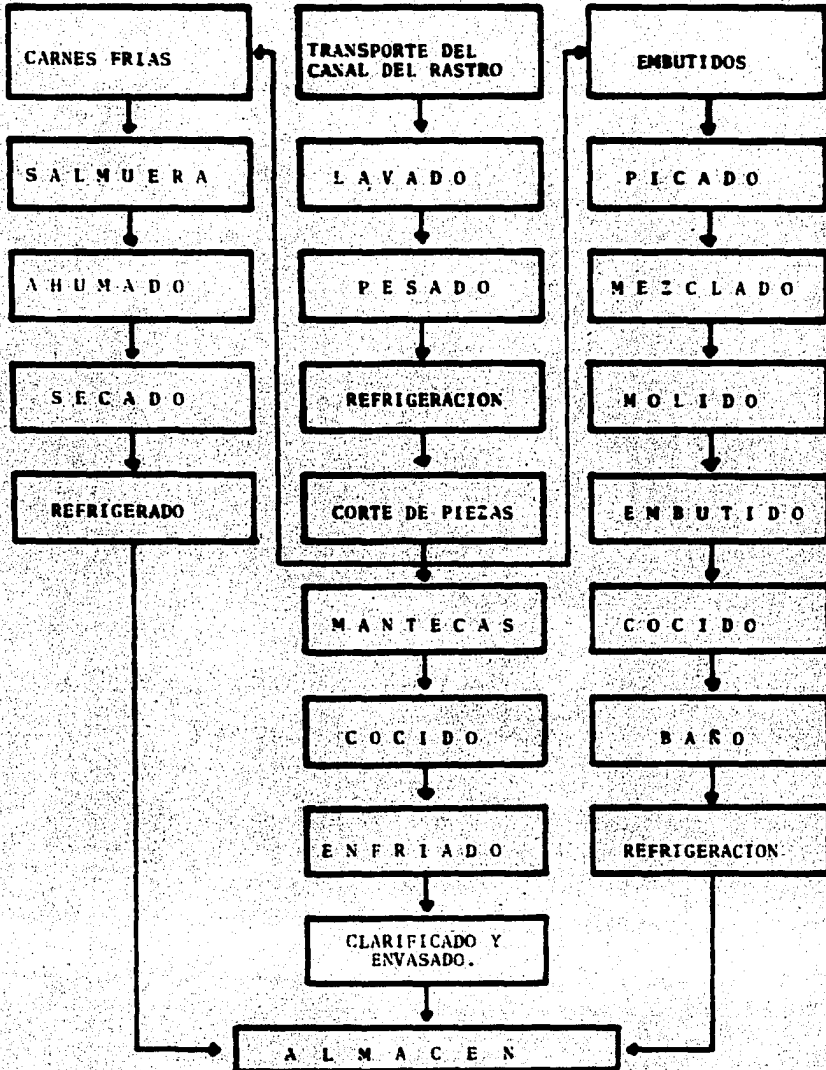 CARNES FRIAS
SALMUERA
AHUMADO
SECADO
REFRIGERADO
TRANSPORTE DEL
CANAL DEL RASTRO
LAVADO
PESADO
REFRIGERACION
CORTE DE PIEZAS
MANTECAS
COCIDO
ENFRIADO
CLARIFICADO Y
ENVASADO.
EMBUTIDOS
PICADO
MEZCLADO
MOLIDO
EMBUTIDO
COCIDO
BAÑO
REFRIGERACION
ALMACEN